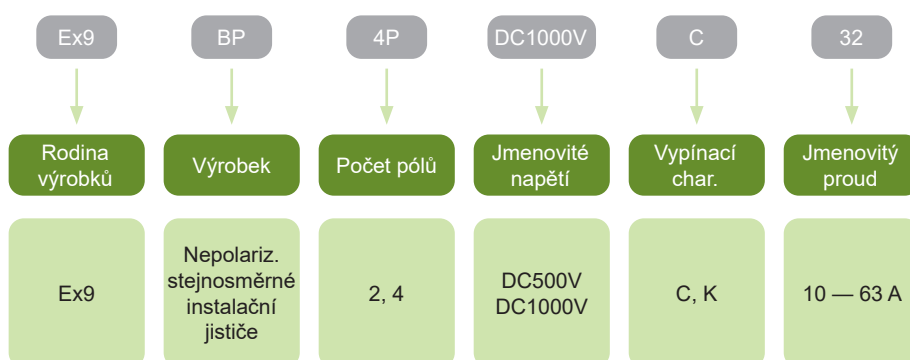 Ex9 BP 4P DC1000V C 32
Rodina výrobků
Výrobek
Počet pólů
Jmenovité napětí
Vypínací char.
Jmenovitý proud
Ex9
Nepolariz.
stejnosměrné
instalační
jističe
2, 4
DC500V
DC1000V
C, K
10 — 63 A